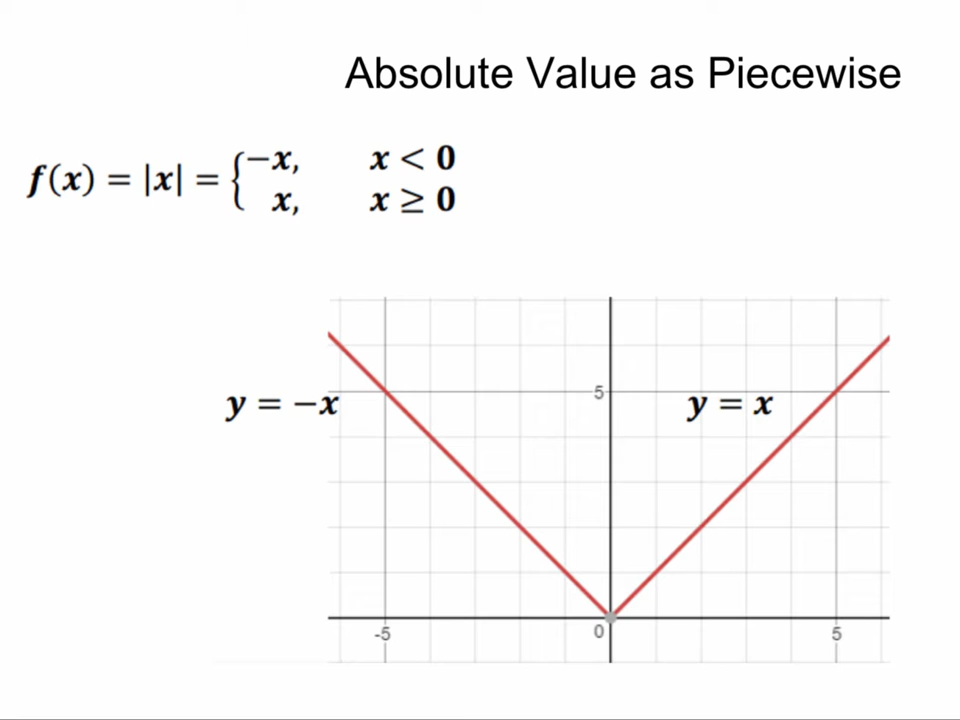 Absolute Value as Piecewise
f(x) = |x| = { −x, x < 0
x, x ≥ 0
y = −x
5
y = x
-5
0
5